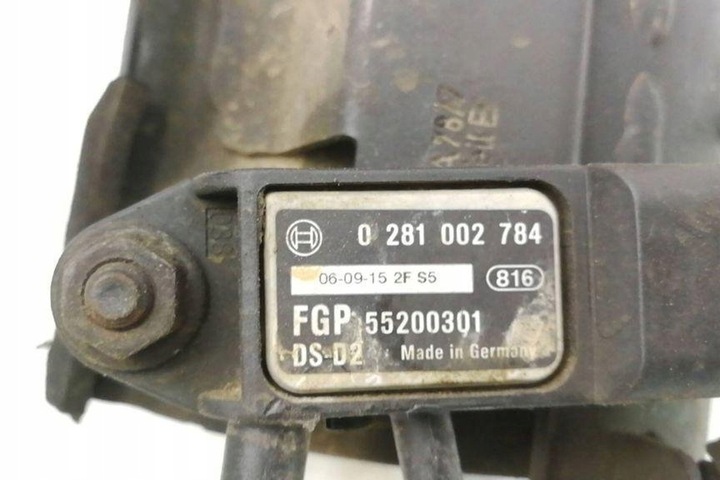 0 281 002 784
06-09-15 2F S5
816
FGP 55200301
DS-D2 Made in Germany